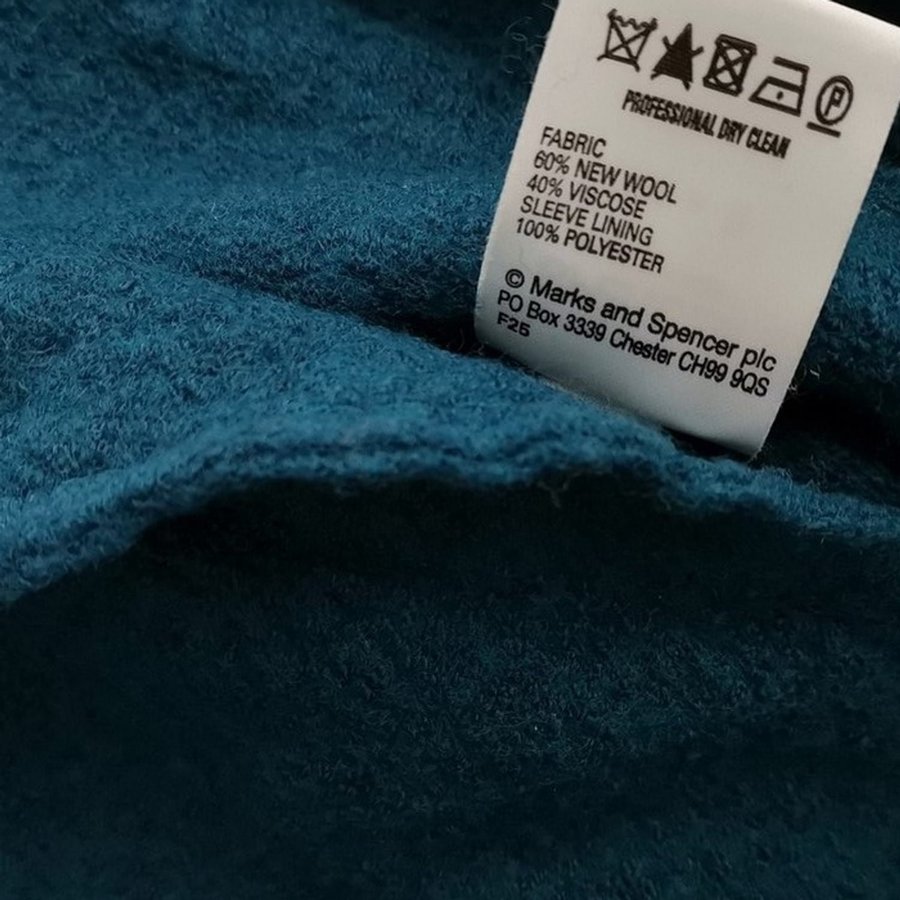 P
PROFESSIONAL DRY CLEAN
FABRIC
60% NEW WOOL
40% VISCOSE
SLEEVE LINING
100% POLYESTER
© Marks and Spencer plc
PO Box 3339 Chester CH99 9QS
F25